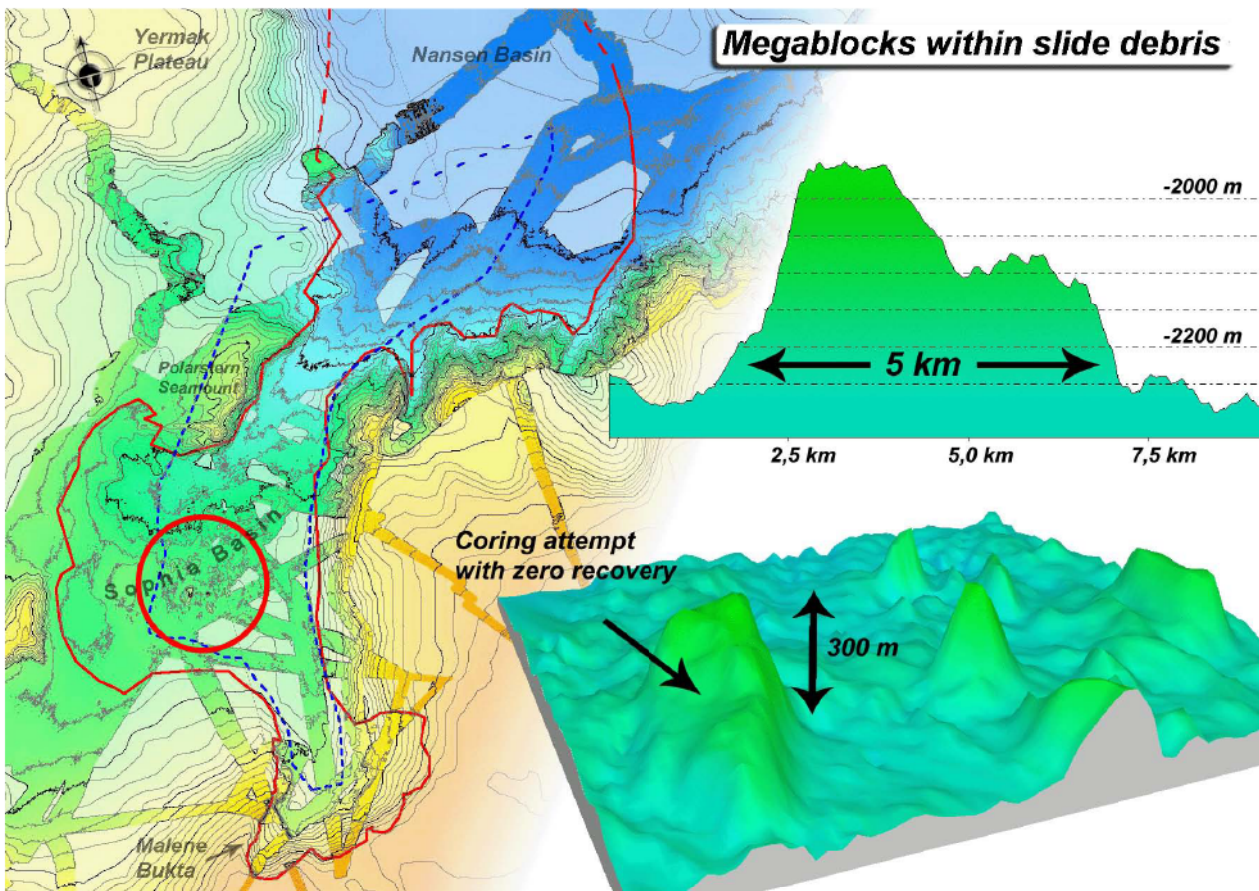 Yermak
Plateau
Nansen Basin
Megablocks within slide debris
-2000 m
-2200 m
5 km
2,5 km
5,0 km
7,5 km
Polarstern
Seamount
Sophia Basin
Coring attempt
with zero recovery
300 m
Malene
Bukta